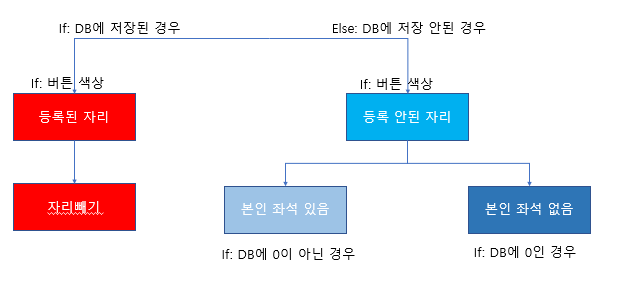 If: DB에 저장된 경우
Else: DB에 저장 안된 경우
If: 버튼 색상
If: 버튼 색상
등록된 자리
등록 안된 자리
자리빼기
본인 좌석 있음
본인 좌석 없음
If: DB에 0이 아닌 경우
If: DB에 0인 경우